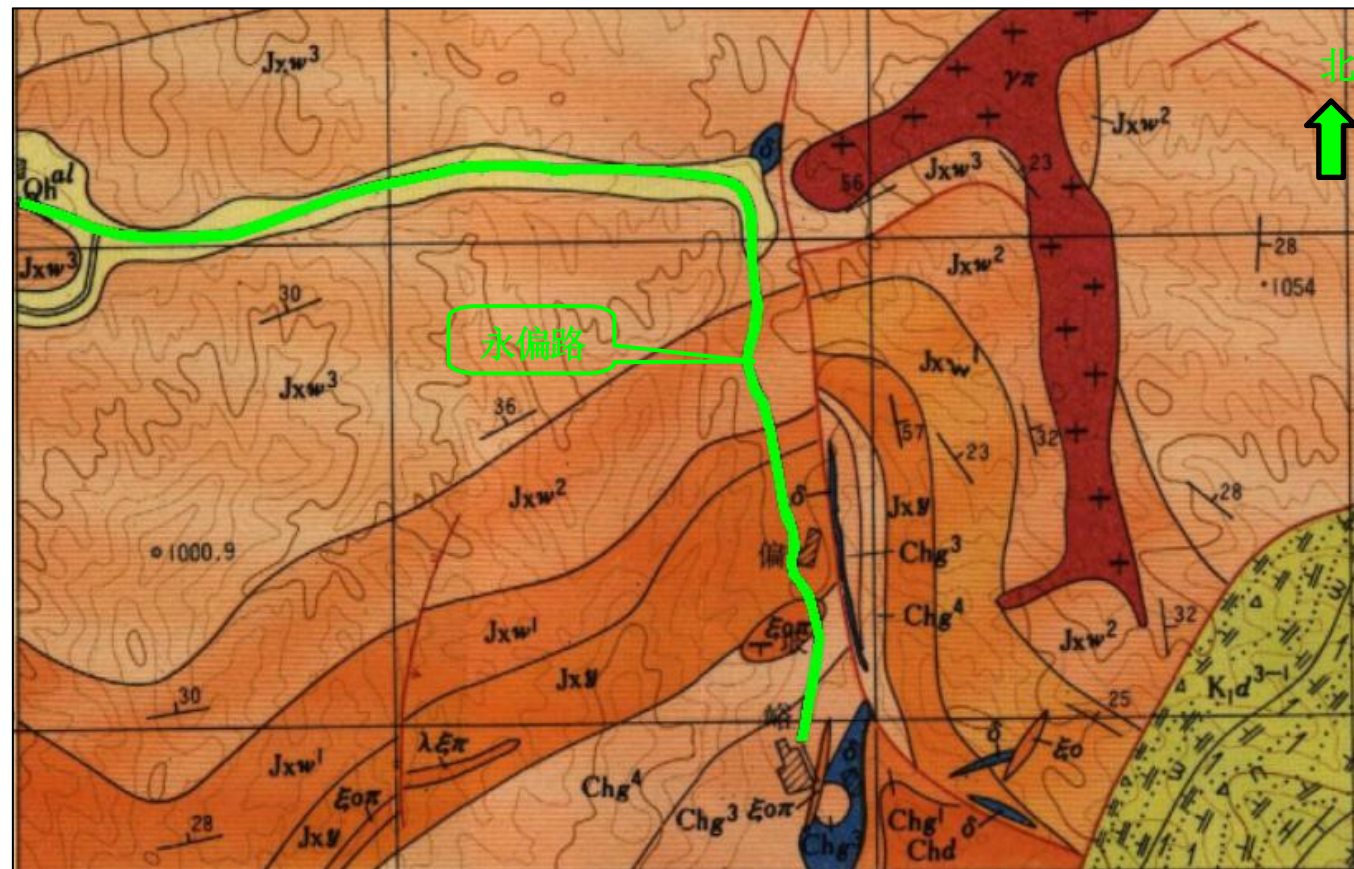 Jxw³
γπ
北
Jxw²
δ
Jxw³
23
56
Qhᵃˡ
Jxw³
Jxw²
28
30
1054
永偏路
Jxw¹
Jxw³
36
57
32
23
Jxw²
δ
Jxy
28
Chg³
1000.9
偏
Chg⁴
Jxw¹
ξoπ
Jxw²
32
Jxy
K₁d³⁻¹
30
25
峪
λξπ
δ
ξo
Jxw¹
δ
Chg⁴
ξoπ
Chg³
ξoπ
Chg¹
δ
28
Jxy
Chg³
Chd